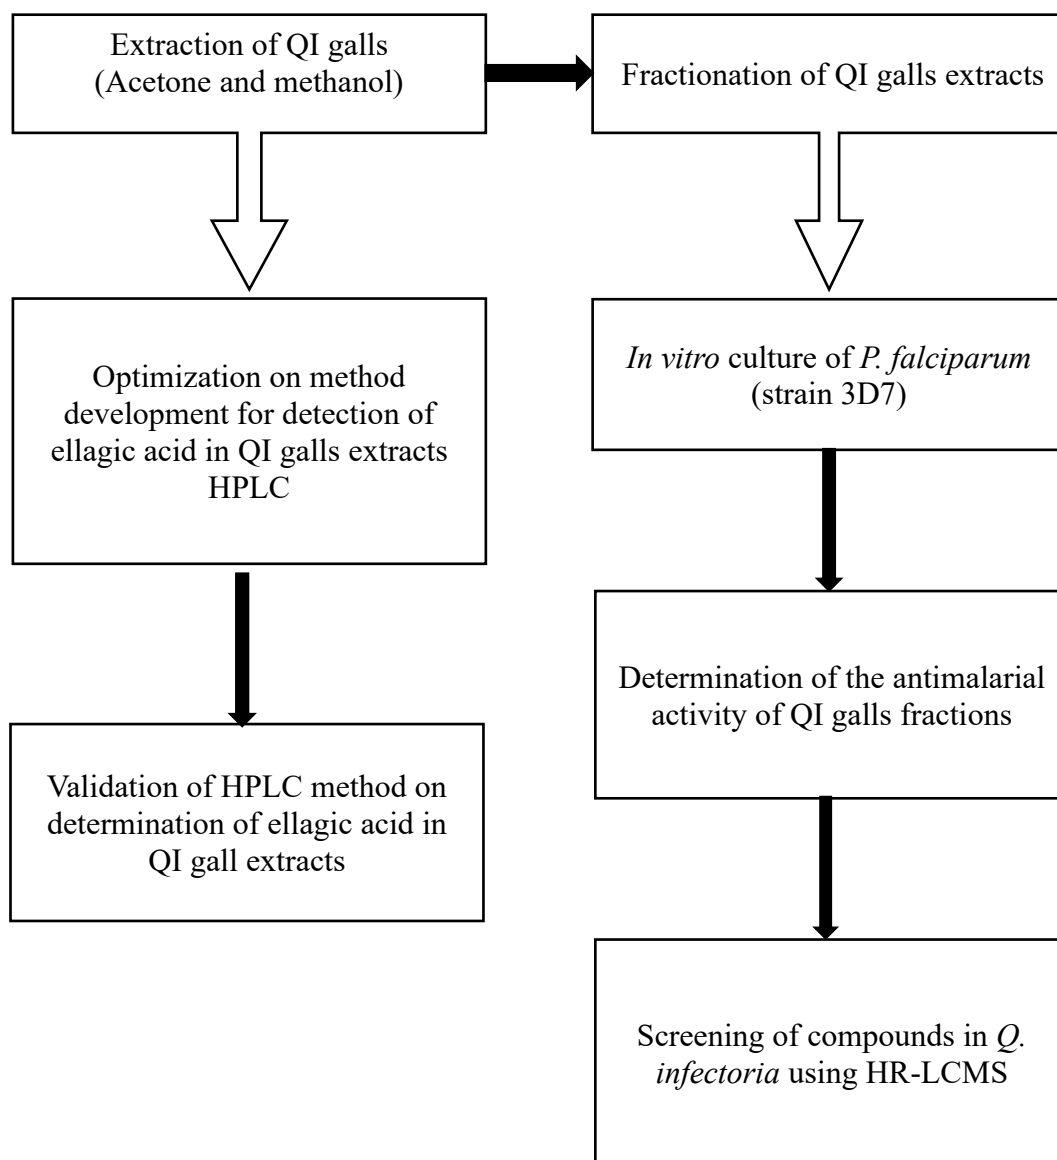 Extraction of QI galls
(Acetone and methanol)
Fractionation of QI galls extracts
Optimization on method
development for detection of
ellagic acid in QI galls extracts
HPLC
In vitro culture of P. falciparum
(strain 3D7)
Determination of the antimalarial
activity of QI galls fractions
Validation of HPLC method on
determination of ellagic acid in
QI gall extracts
Screening of compounds in Q.
infectoria using HR-LCMS